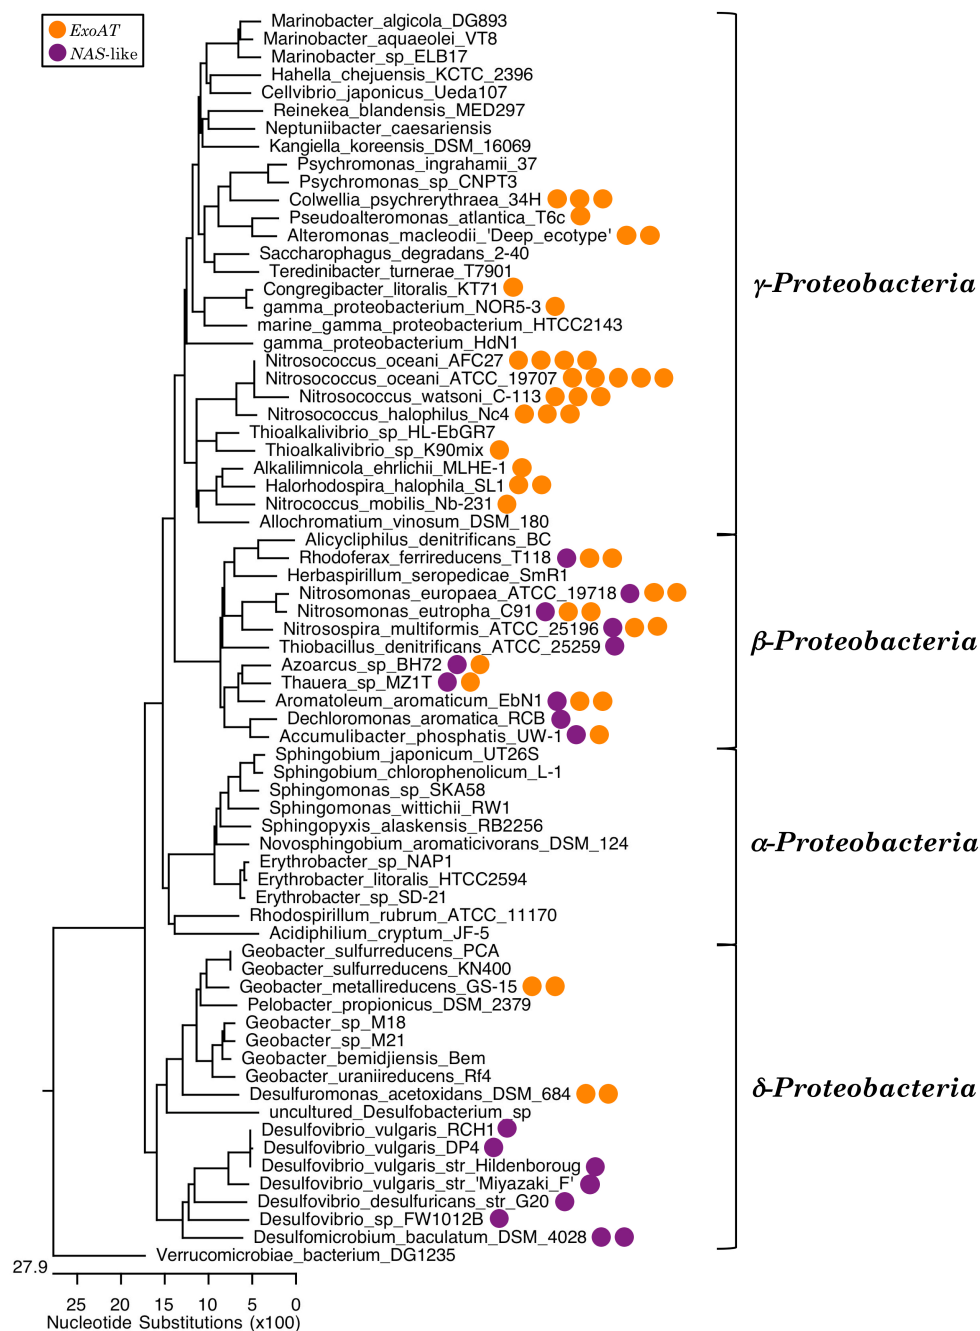 ExoAT
NAS-like
Marinobacter_algicola_DG893
Marinobacter_aquaeolei_VT8
Marinobacter_sp_ELB17
Hahella_chejuensis_KCTC_2396
Cellvibrio_japonicus_Ueda107
Reinekea_blandensis_MED297
Neptuniibacter_caesariensis
Kangiella_koreensis_DSM_16069
Psychromonas_ingrahamii_37
Psychromonas_sp_CNPT3
Colwellia_psychrerythraea_34H
Pseudoalteromonas_atlantica_T6c
Alteromonas_macleodii_'Deep_ecotype'
Saccharophagus_degradans_2-40
Teredinibacter_turnerae_T7901
Congregibacter_litoralis_KT71
γ-Proteobacteria
gamma_proteobacterium_NOR5-3
marine_gamma_proteobacterium_HTCC2143
gamma_proteobacterium_HdN1
Nitrosococcus_oceani_AFC27
Nitrosococcus_oceani_ATCC_19707
Nitrosococcus_watsoni_C-113
Nitrosococcus_halophilus_Nc4
Thioalkalivibrio_sp_HL-EbGR7
Thioalkalivibrio_sp_K90mix
Alkalilimnicola_ehrlichii_MLHE-1
Halorhodospira_halophila_SL1
Nitrococcus_mobilis_Nb-231
Allochromatium_vinosum_DSM_180
Alicycliphilus_denitrificans_BC
Rhodoferax_ferrireducens_T118
Herbaspirillum_seropedicae_SmR1
Nitrosomonas_europaea_ATCC_19718
Nitrosomonas_eutropha_C91
Nitrosospira_multiformis_ATCC_25196
β-Proteobacteria
Thiobacillus_denitrificans_ATCC_25259
Azoarcus_sp_BH72
Thauera_sp_MZ1T
Aromatoleum_aromaticum_EbN1
Dechloromonas_aromatica_RCB
Accumulibacter_phosphatis_UW-1
Sphingobium_japonicum_UT26S
Sphingobium_chlorophenolicum_L-1
Sphingomonas_sp_SKA58
Sphingomonas_wittichii_RW1
Sphingopyxis_alaskensis_RB2256
Novosphingobium_aromaticivorans_DSM_124
α-Proteobacteria
Erythrobacter_sp_NAP1
Erythrobacter_litoralis_HTCC2594
Erythrobacter_sp_SD-21
Rhodospirillum_rubrum_ATCC_11170
Acidiphilium_cryptum_JF-5
Geobacter_sulfurreducens_PCA
Geobacter_sulfurreducens_KN400
Geobacter_metallireducens_GS-15
Pelobacter_propionicus_DSM_2379
Geobacter_sp_M18
Geobacter_sp_M21
Geobacter_bemidjiensis_Bem
Geobacter_uraniireducens_Rf4
δ-Proteobacteria
Desulfuromonas_acetoxidans_DSM_684
uncultured_Desulfobacterium_sp
Desulfovibrio_vulgaris_RCH1
Desulfovibrio_vulgaris_DP4
Desulfovibrio_vulgaris_str_Hildenboroug
Desulfovibrio_vulgaris_str_'Miyazaki_F'
Desulfovibrio_desulfuricans_str_G20
Desulfovibrio_sp_FW1012B
Desulfomicrobium_baculatum_DSM_4028
Verrucomicrobiae_bacterium_DG1235
27.9
25 20 15 10 5 0
Nucleotide Substitutions (x100)